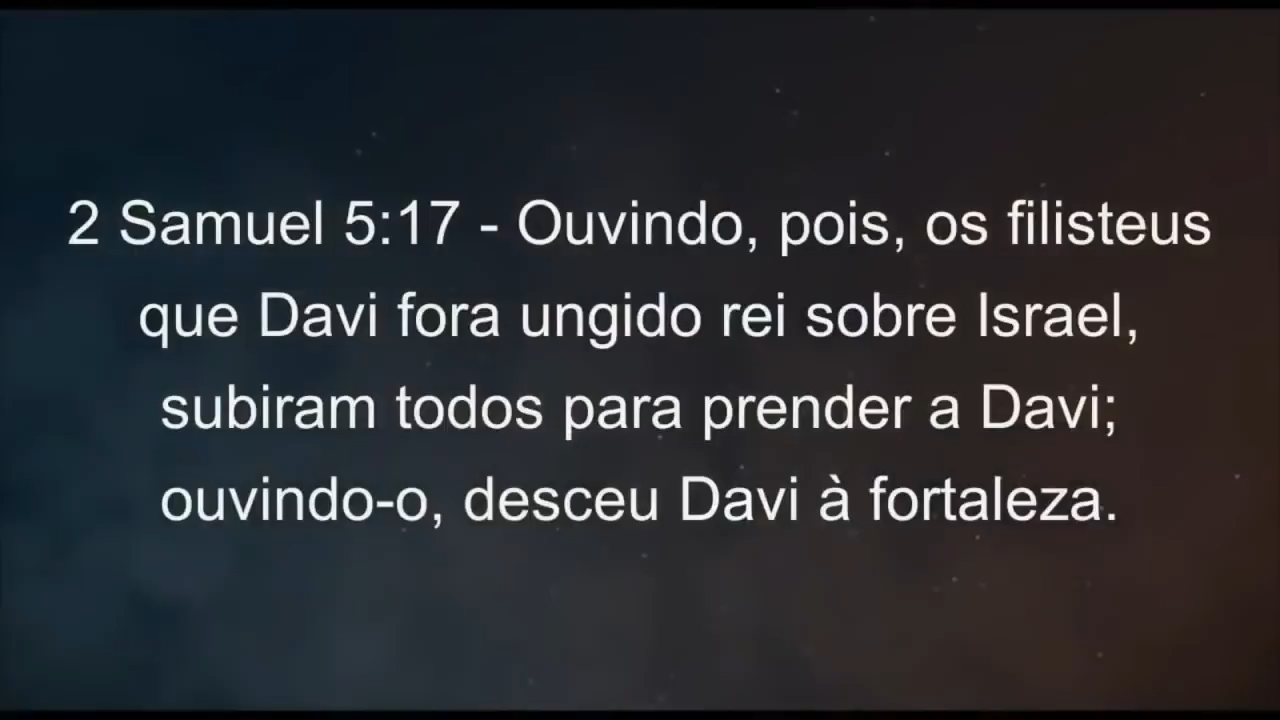 2 Samuel 5:17 - Ouvindo, pois, os filisteus
que Davi fora ungido rei sobre Israel,
subiram todos para prender a Davi;
ouvindo-o, desceu Davi à fortaleza.